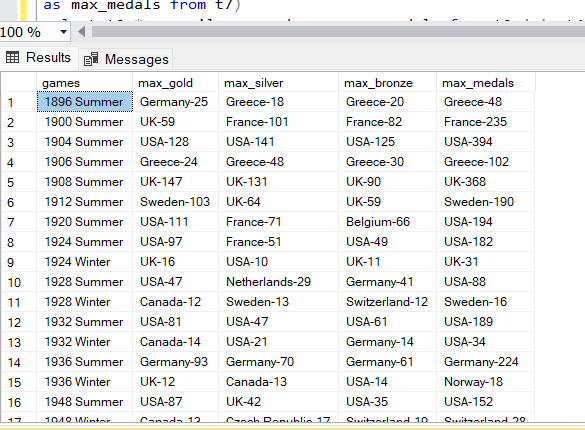 as max_medals from t7)
100 %
Results Messages
games max_gold max_silver max_bronze max_medals
1 1896 Summer Germany-25 Greece-18 Greece-20 Greece-48
2 1900 Summer UK-59 France-101 France-82 France-235
3 1904 Summer USA-128 USA-141 USA-125 USA-394
4 1906 Summer Greece-24 Greece-48 Greece-30 Greece-102
5 1908 Summer UK-147 UK-131 UK-90 UK-368
6 1912 Summer Sweden-103 UK-64 UK-59 Sweden-190
7 1920 Summer USA-111 France-71 Belgium-66 USA-194
8 1924 Summer USA-97 France-51 USA-49 USA-182
9 1924 Winter UK-16 USA-10 UK-11 UK-31
10 1928 Summer USA-47 Netherlands-29 Germany-41 USA-88
11 1928 Winter Canada-12 Sweden-13 Switzerland-12 Sweden-16
12 1932 Summer USA-81 USA-47 USA-61 USA-189
13 1932 Winter Canada-14 USA-21 Germany-14 USA-34
14 1936 Summer Germany-93 Germany-70 Germany-61 Germany-224
15 1936 Winter UK-12 Canada-13 USA-14 Norway-18
16 1948 Summer USA-87 UK-42 USA-35 USA-152
17 1948 Winter Canada-13 Czech Republic-17 Switzerland-19 Switzerland-28